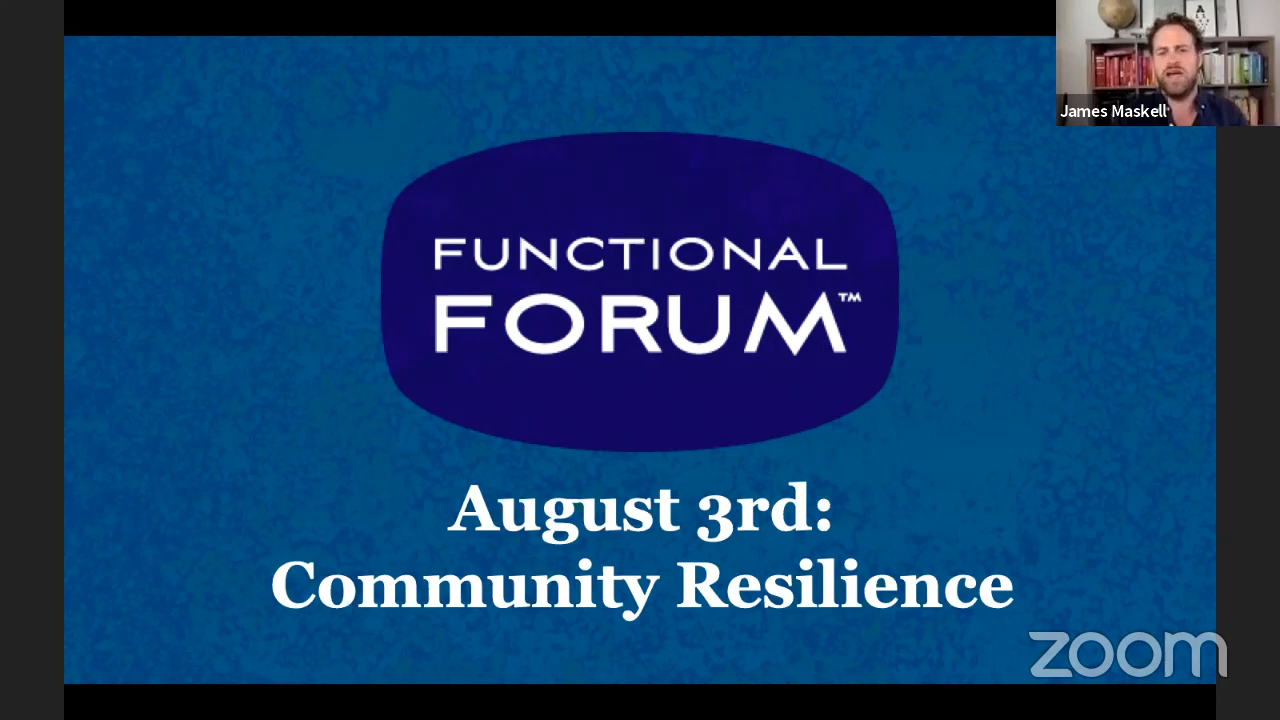 James Maskell
FUNCTIONAL
FORUM™
August 3rd:
Community Resilience
zoom